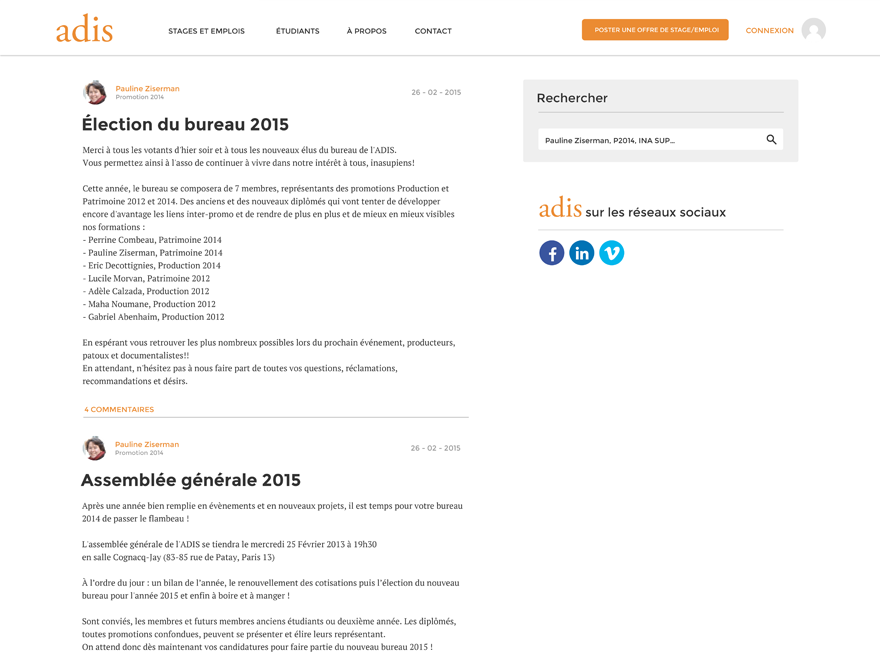 adis
STAGES ET EMPLOIS
ÉTUDIANTS
À PROPOS
CONTACT
POSTER UNE OFFRE DE STAGE/EMPLOI
CONNEXION
Pauline Ziserman
Promotion 2014
26 - 02 - 2015
Élection du bureau 2015
Merci à tous les votants d'hier soir et à tous les nouveaux élus du bureau de l'ADIS.
Vous permettez ainsi à l'asso de continuer à vivre dans notre intérêt à tous, inasupiens!
Cette année, le bureau se composera de 7 membres, représentants des promotions Production et
Patrimoine 2012 et 2014. Des anciens et des nouveaux diplômés qui vont tenter de développer
encore d'avantage les liens inter-promo et de rendre de plus en plus et de mieux en mieux visibles
nos formations :
- Perrine Combeau, Patrimoine 2014
- Pauline Ziserman, Patrimoine 2014
- Eric Decottignies, Production 2014
- Lucile Morvan, Patrimoine 2012
- Adèle Calzada, Production 2012
- Maha Noumane, Production 2012
- Gabriel Abenhaim, Production 2012
En espérant vous retrouver les plus nombreux possibles lors du prochain événement, producteurs,
patoux et documentalistes!!
En attendant, n'hésitez pas à nous faire part de toutes vos questions, réclamations,
recommandations et désirs.
4 COMMENTAIRES
Pauline Ziserman
Promotion 2014
26 - 02 - 2015
Assemblée générale 2015
Après une année bien remplie en évènements et en nouveaux projets, il est temps pour votre bureau
2014 de passer le flambeau !
L'assemblée générale de l'ADIS se tiendra le mercredi 25 Février 2013 à 19h30
en salle Cognacq-Jay (83-85 rue de Patay, Paris 13)
À l'ordre du jour : un bilan de l'année, le renouvellement des cotisations puis l'élection du nouveau
bureau pour l'année 2015 et enfin à boire et à manger !
Sont conviés, les membres et futurs membres anciens étudiants ou deuxième année. Les diplômés,
toutes promotions confondues, peuvent se présenter et élire leurs représentant.
On attend donc dès maintenant vos candidatures pour faire partie du nouveau bureau 2015 !
Rechercher
Pauline Ziserman, P2014, INA SUP...
adis sur les réseaux sociaux